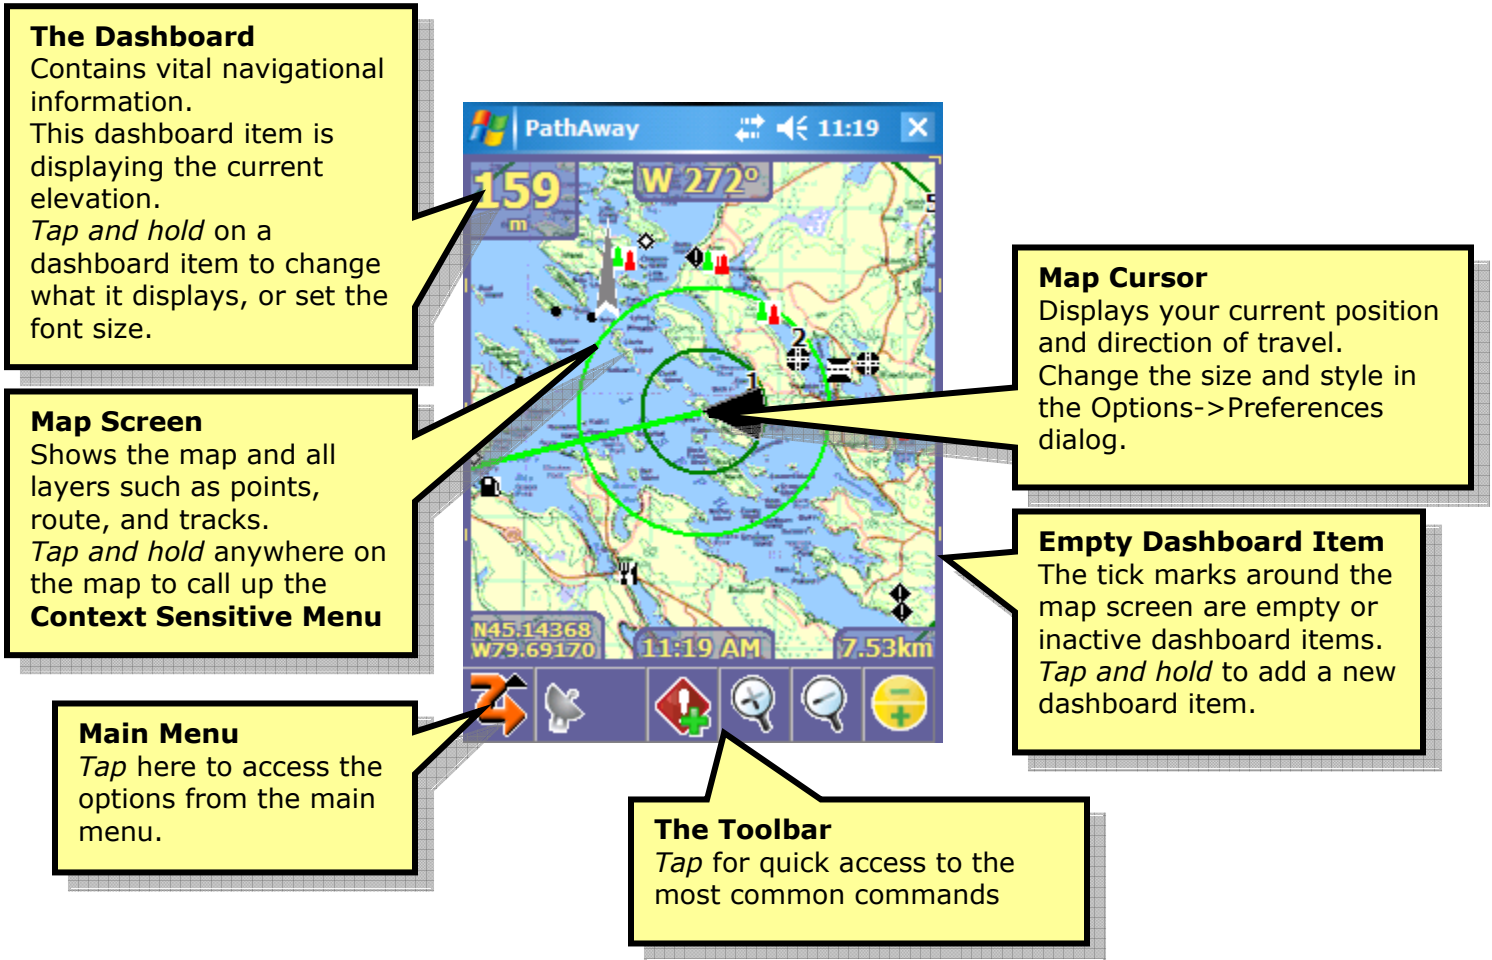 The Dashboard
Contains vital navigational
information.
This dashboard item is
displaying the current
elevation.
Tap and hold on a
dashboard item to change
what it displays, or set the
font size.
Map Screen
Shows the map and all
layers such as points,
route, and tracks.
Tap and hold anywhere on
the map to call up the
Context Sensitive Menu
Main Menu
Tap here to access the
options from the main
menu.
PathAway
11:19
159
m
W 272º
2
1
N45.14368
W79.69170
11:19 AM
7.53km
Map Cursor
Displays your current position
and direction of travel.
Change the size and style in
the Options->Preferences
dialog.
Empty Dashboard Item
The tick marks around the
map screen are empty or
inactive dashboard items.
Tap and hold to add a new
dashboard item.
The Toolbar
Tap for quick access to the
most common commands